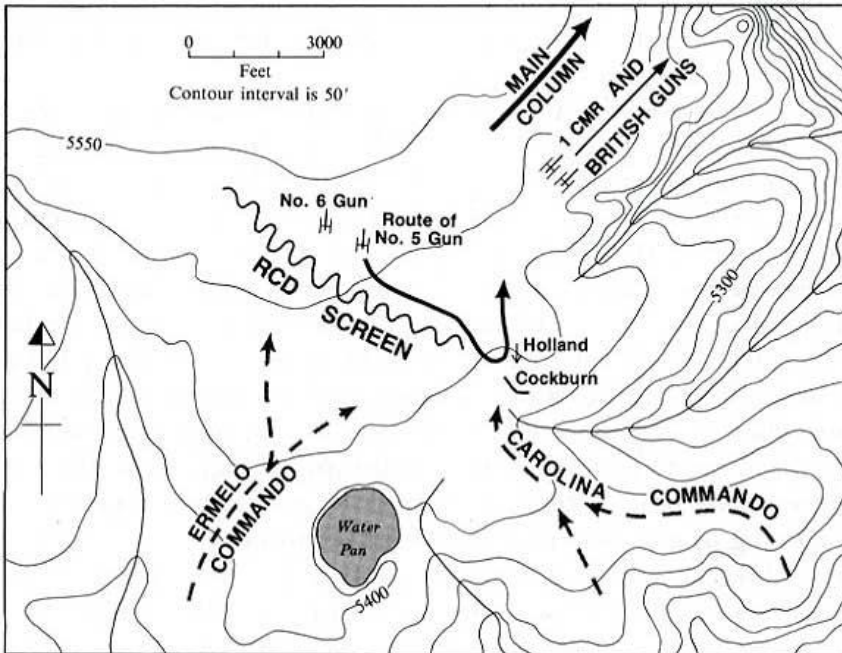 0 3000
Feet
Contour interval is 50'
MAIN
COLUMN
1 CMR AND
BRITISH GUNS
5550
No. 6 Gun
Route of
No. 5 Gun
RCD SCREEN
5300
N
Holland
Cockburn
ERMELO
COMMANDO
CAROLINA COMMANDO
Water
Pan
5400